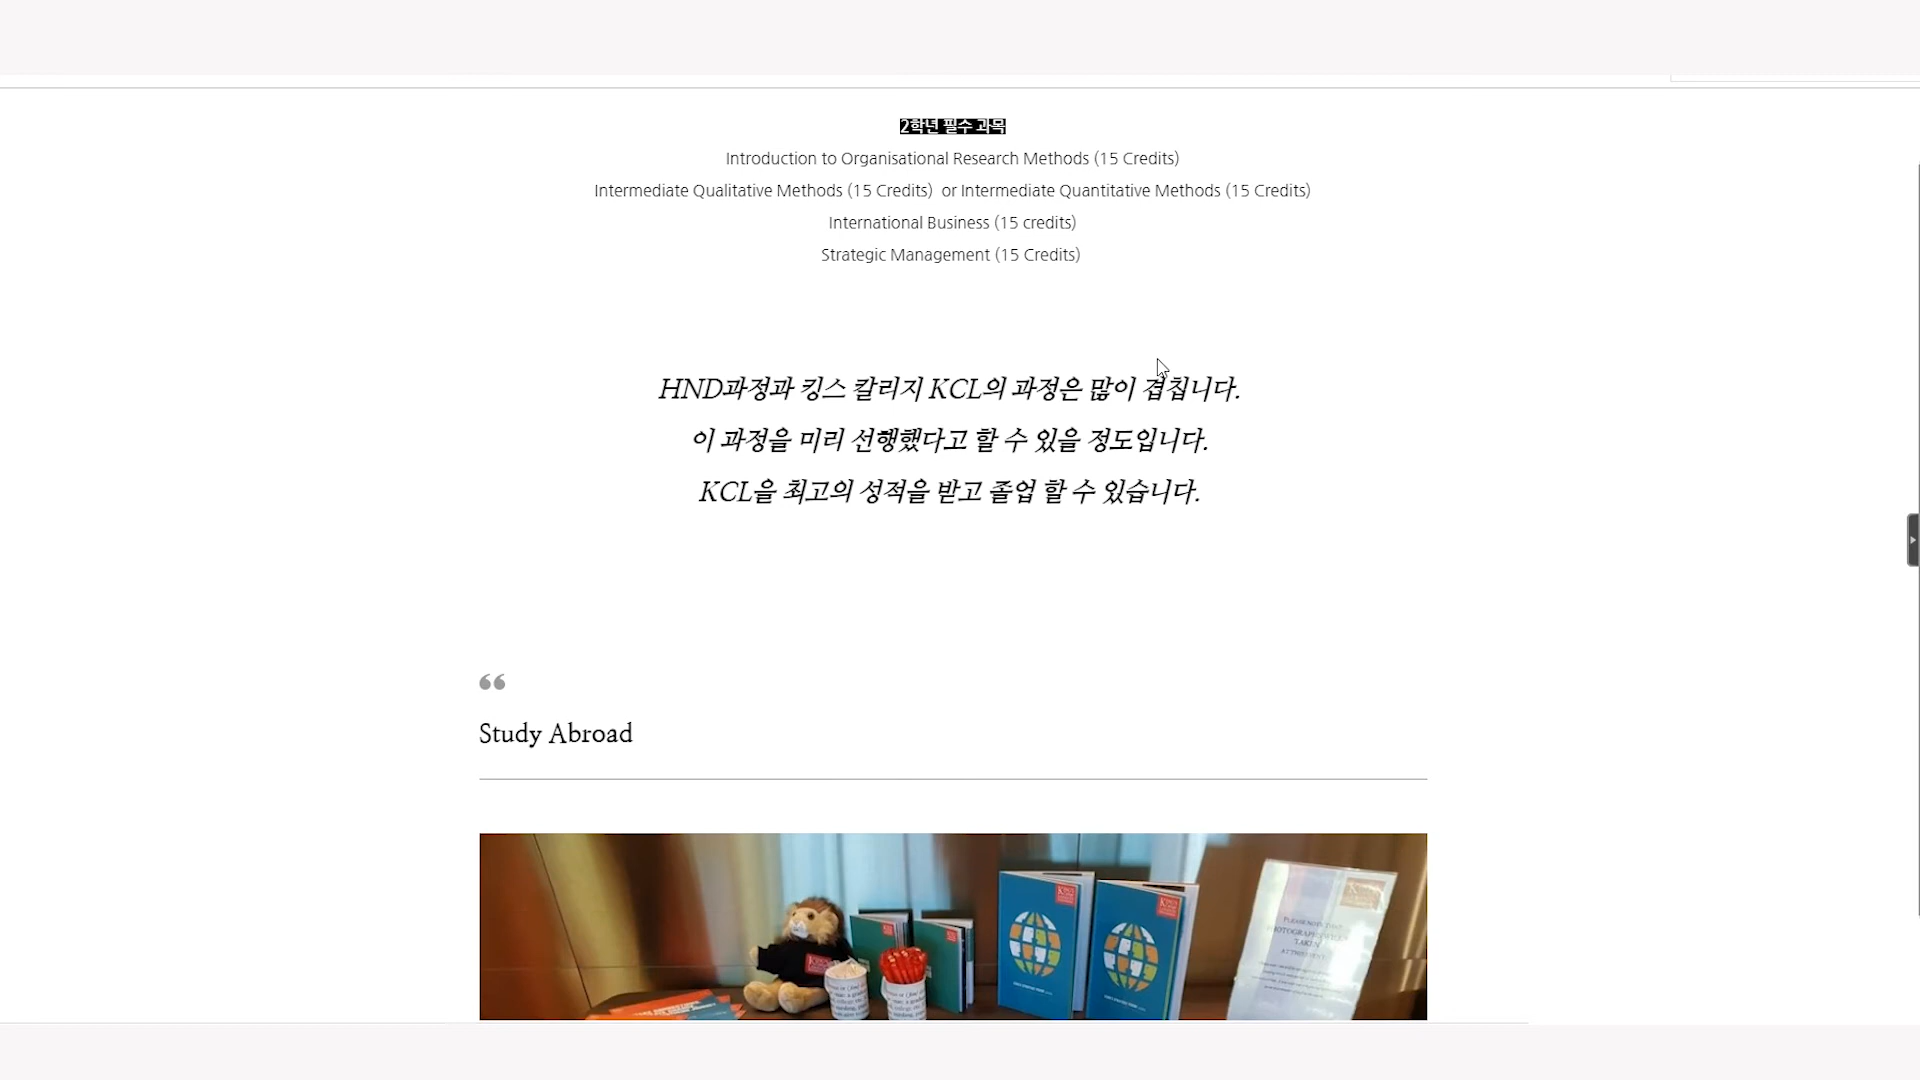 2학년 필수 과목
Introduction to Organisational Research Methods (15 Credits)
Intermediate Qualitative Methods (15 Credits)  or Intermediate Quantitative Methods (15 Credits)
International Business (15 credits)
Strategic Management (15 Credits)
HND과정과 킹스 칼리지 KCL의 과정은 많이 겹칩니다.
이 과정을 미리 선행했다고 할 수 있을 정도입니다.
KCL을 최고의 성적을 받고 졸업 할 수 있습니다.
“
Study Abroad
PLEASE NOTE THAT
PHOTOGRAPHS
TAKEN